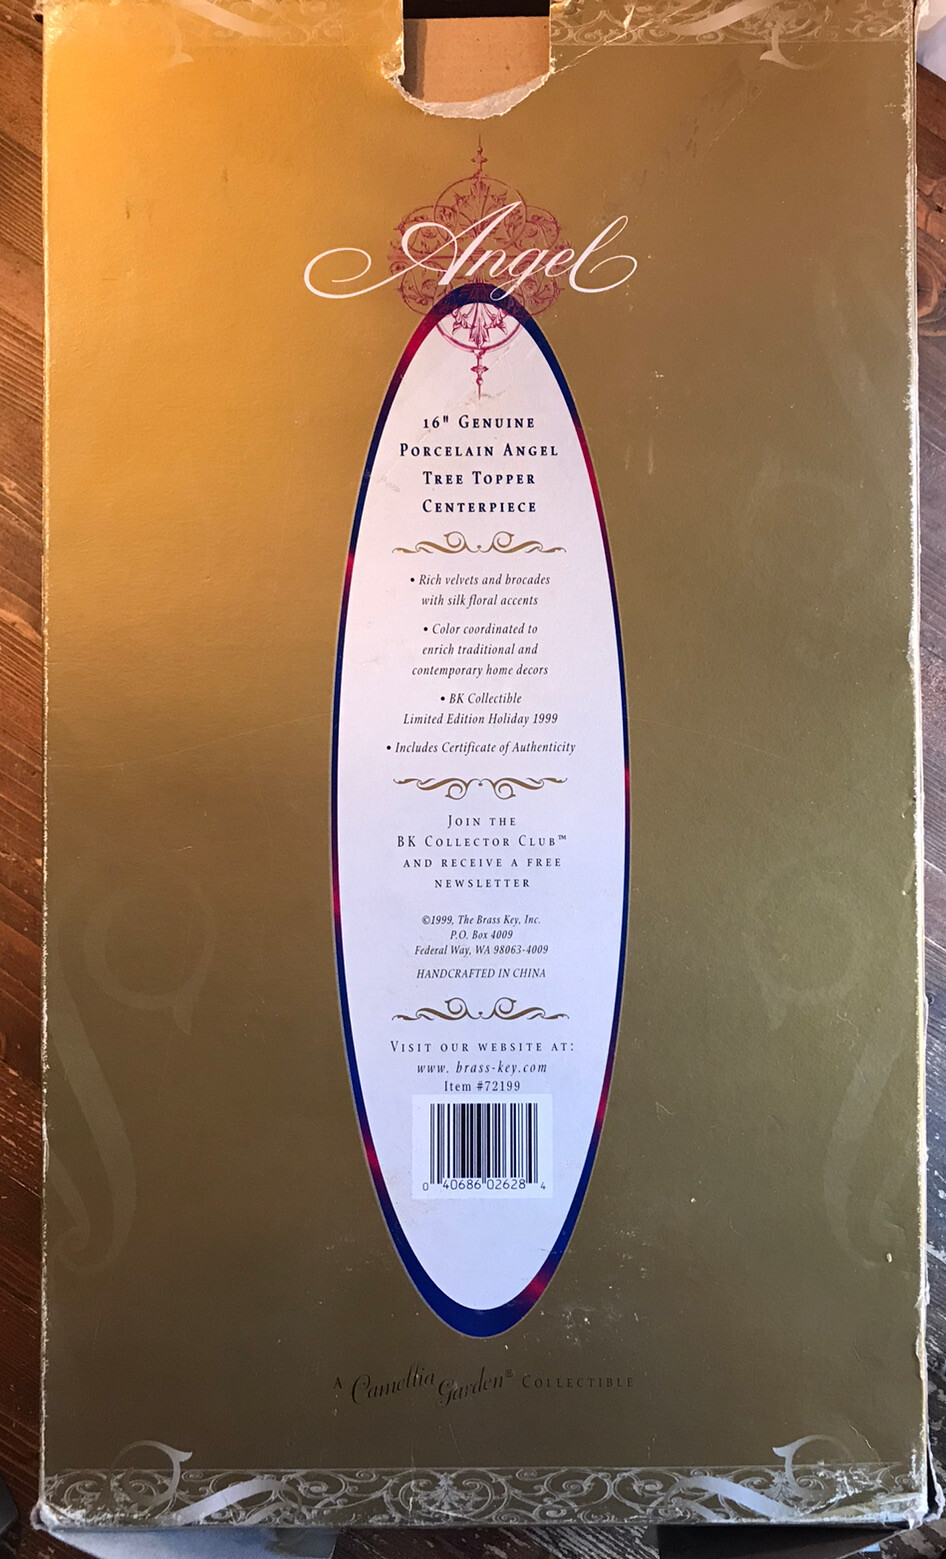 Angel
16" Genuine
Porcelain Angel
Tree Topper
Centerpiece
• Rich velvets and brocades
with silk floral accents
• Color coordinated to
enrich traditional and
contemporary home decors
• BK Collectible
Limited Edition Holiday 1999
• Includes Certificate of Authenticity
Join the
BK Collector Club™
and receive a free
newsletter
©1999, The Brass Key, Inc.
P.O. Box 4009
Federal Way, WA 98063-4009
HANDCRAFTED IN CHINA
Visit our website at:
www. brass-key.com
Item #72199
0 40686 02628 4
A Camellia Garden® Collectible